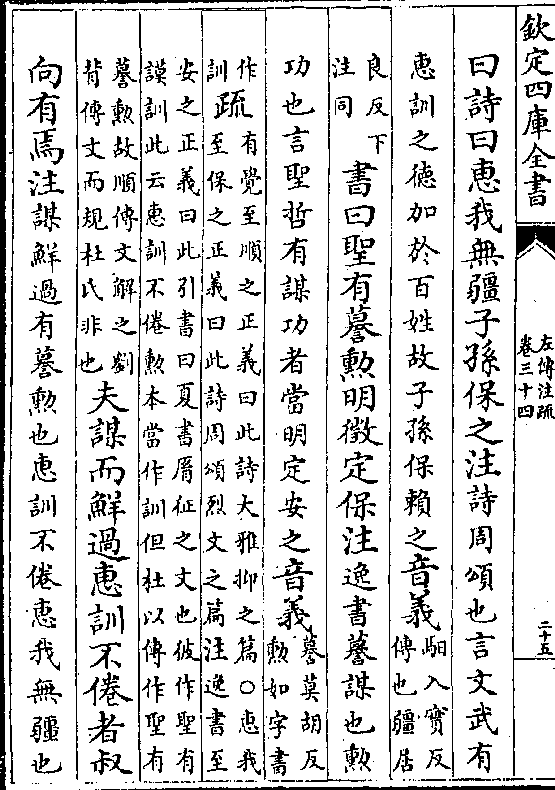 欽定四庫全書
左傳注疏
卷三十四
二十五
曰詩曰惠我無疆子孫保之注詩周頌也言文武有
惠訓之德加於百姓故子孫保賴之音義
馹入實反
傳也疆居
良反下
注同
書曰聖有謩勲明徵定保注逸書謩謀也勲
功也言聖哲有謀功者當明定安之音義
謩莫胡反
勲如字書
作
訓
疏
有覺至順之正義曰此詩大雅抑之篇○惠我
至保之正義曰此詩周頌烈文之篇注逸書至
安之正義曰此引書曰夏書胤征之文也彼作聖有
謨訓此云惠訓不倦勲本當作訓但杜以傳作聖有
謩勲故順傳文解之劉
背傳文而規杜氏非也
夫謀而鮮過惠訓不倦者叔
向有焉注謀鮮過有謩勲也惠訓不倦惠我無疆也